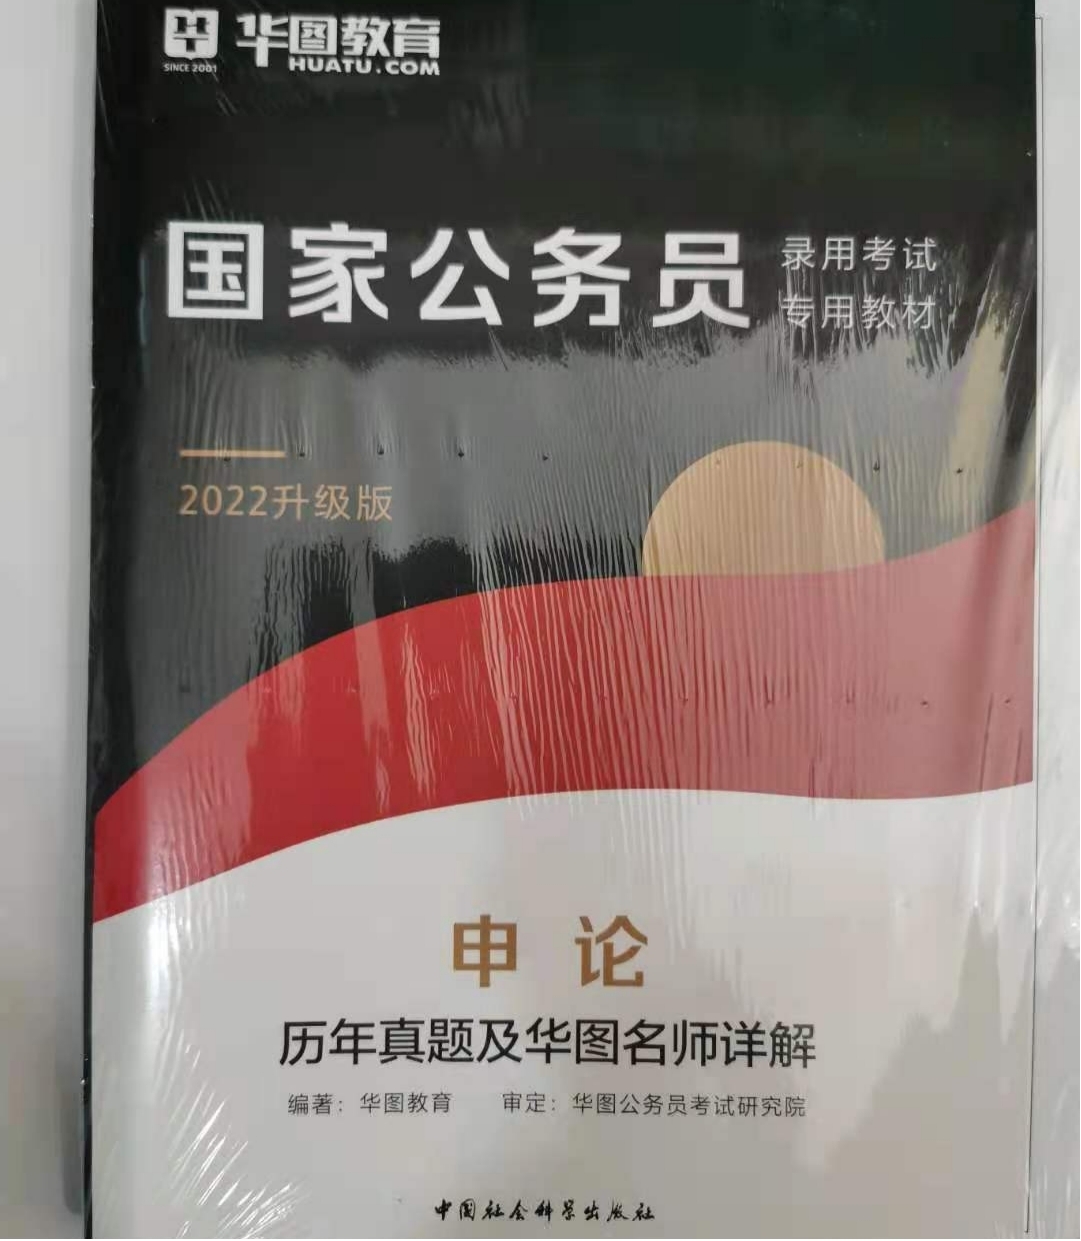 华图教育
SINCE 2001
HUATU.COM
国家公务员
录用考试
专用教材
2022升级版
申论
历年真题及华图名师详解
编著：华图教育 审定：华图公务员考试研究院
中国社会科学出版社